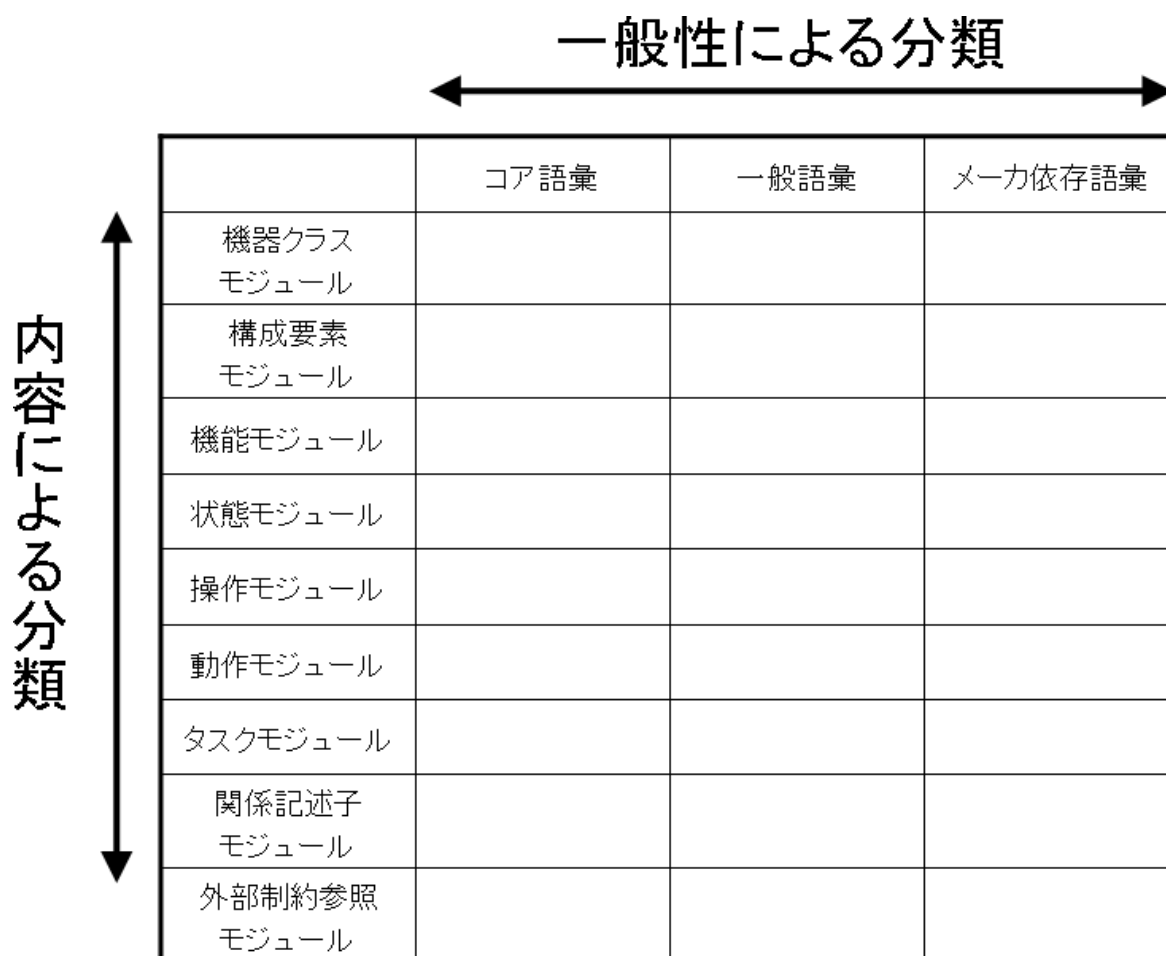 一般性による分類
コア語彙
一般語彙
メーカ依存語彙
内容による分類
機器クラス
モジュール
構成要素
モジュール
機能モジュール
状態モジュール
操作モジュール
動作モジュール
タスクモジュール
関係記述子
モジュール
外部制約参照
モジュール